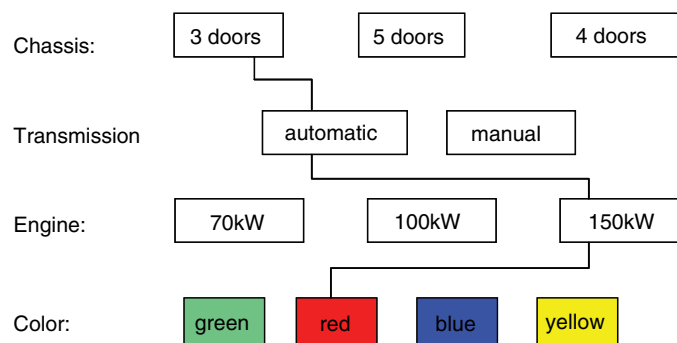 Chassis: 3 doors 5 doors 4 doors
Transmission automatic manual
Engine: 70kW 100kW 150kW
Color: green red blue yellow